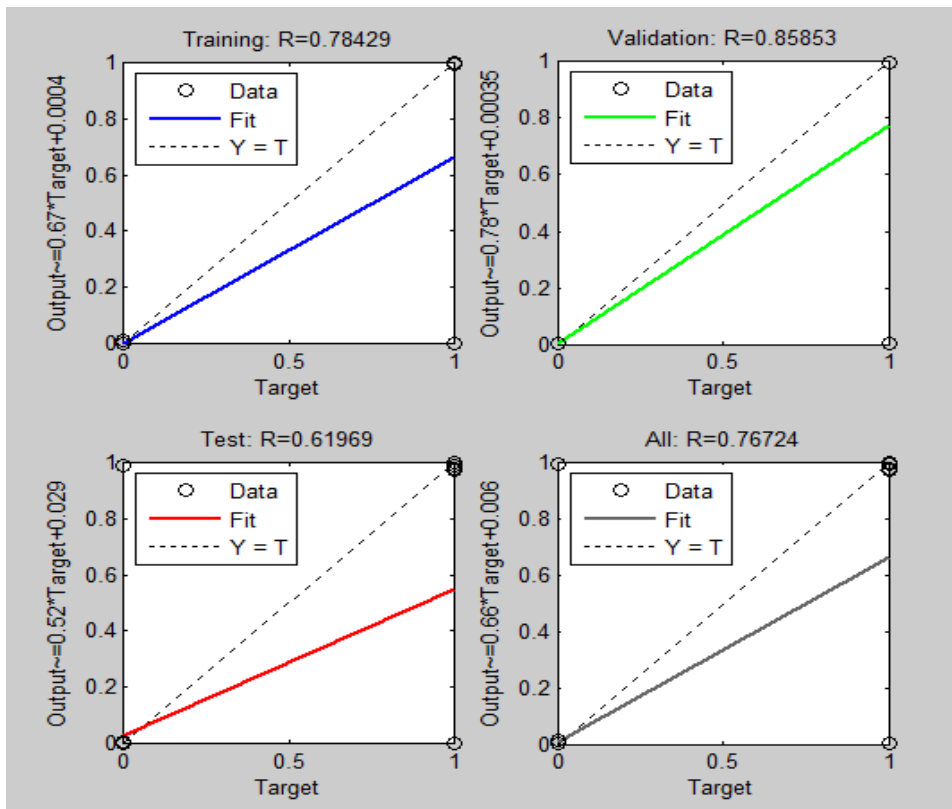 Training: R=0.78429
Output~=0.67*Target+0.0004
1
0.8
0.6
0.4
0.2
0
Data
Fit
Y = T
0
0.5
1
Target
Validation: R=0.85853
Output~=0.78*Target+0.00035
1
0.8
0.6
0.4
0.2
0
Data
Fit
Y = T
0
0.5
1
Target
Test: R=0.61969
Output~=0.52*Target+0.029
1
0.8
0.6
0.4
0.2
0
Data
Fit
Y = T
0
0.5
1
Target
All: R=0.76724
Output~=0.66*Target+0.006
1
0.8
0.6
0.4
0.2
0
Data
Fit
Y = T
0
0.5
1
Target